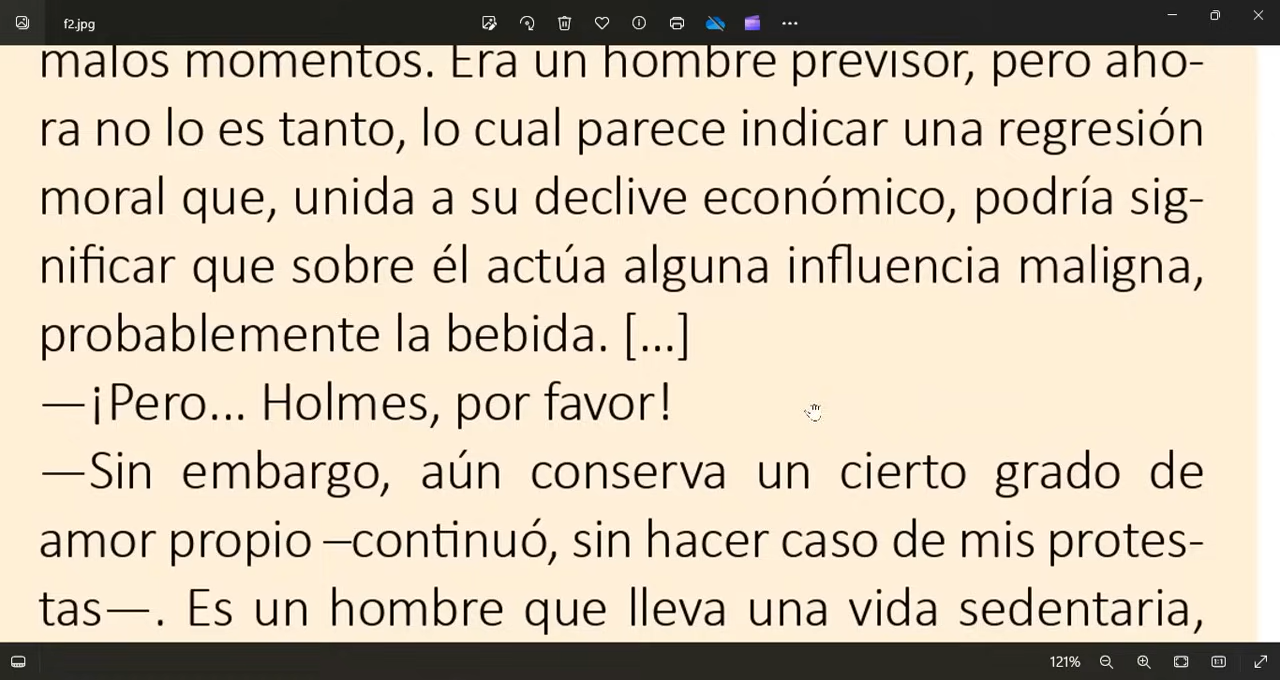 f2.jpg
malos momentos. Era un hombre previsor, pero aho-
ra no lo es tanto, lo cual parece indicar una regresión
moral que, unida a su declive económico, podría sig-
nificar que sobre él actúa alguna influencia maligna,
probablemente la bebida. [...]
—¡Pero... Holmes, por favor!
—Sin embargo, aún conserva un cierto grado de
amor propio –continuó, sin hacer caso de mis protes-
tas—. Es un hombre que lleva una vida sedentaria,
121%